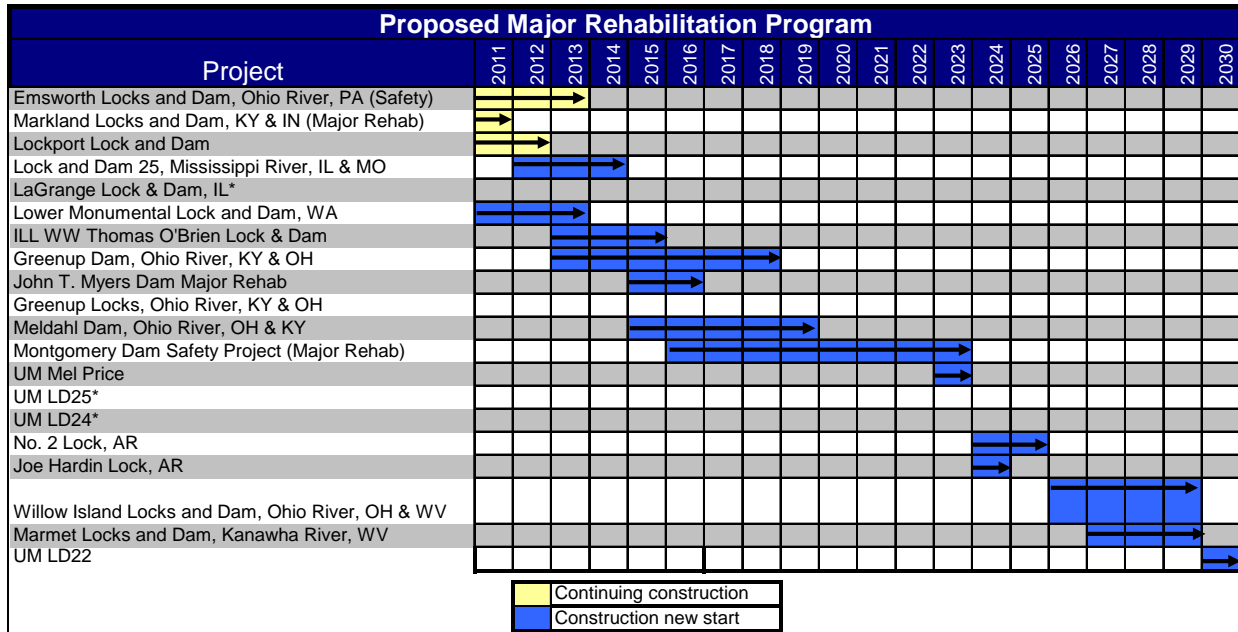 Proposed Major Rehabilitation Program
Project 2011 2012 2013 2014 2015 2016 2017 2018 2019 2020 2021 2022 2023 2024 2025 2026 2027 2028 2029 2030
Emsworth Locks and Dam, Ohio River, PA (Safety)
Markland Locks and Dam, KY & IN (Major Rehab)
Lockport Lock and Dam
Lock and Dam 25, Mississippi River, IL & MO
LaGrange Lock & Dam, IL*
Lower Monumental Lock and Dam, WA
ILL WW Thomas O'Brien Lock & Dam
Greenup Dam, Ohio River, KY & OH
John T. Myers Dam Major Rehab
Greenup Locks, Ohio River, KY & OH
Meldahl Dam, Ohio River, OH & KY
Montgomery Dam Safety Project (Major Rehab)
UM Mel Price
UM LD25*
UM LD24*
No. 2 Lock, AR
Joe Hardin Lock, AR
Willow Island Locks and Dam, Ohio River, OH & WV
Marmet Locks and Dam, Kanawha River, WV
UM LD22
Continuing construction
Construction new start